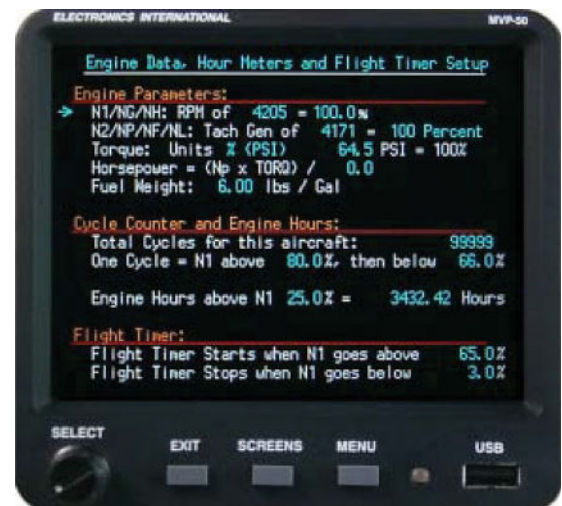 ELECTRONICS INTERNATIONAL MVP-50
Engine Data, Hour Meters and Flight Timer Setup
Engine Parameters:
→ N1/NG/NH: RPM of 4205 = 100.0%
N2/NP/NF/NL: Tach Gen of 4171 = 100 Percent
Torque: Units % (PSI) 64.5 PSI = 100%
Horsepower = (Np x TORQ) / 0.0
Fuel Weight: 6.00 lbs / Gal
Cycle Counter and Engine Hours:
Total Cycles for this aircraft: 99999
One Cycle = N1 above 80.0%, then below 66.0%
Engine Hours above N1 25.0% = 3432.42 Hours
Flight Timer:
Flight Timer Starts when N1 goes above 65.0%
Flight Timer Stops when N1 goes below 3.0%
SELECT EXIT SCREENS MENU USB